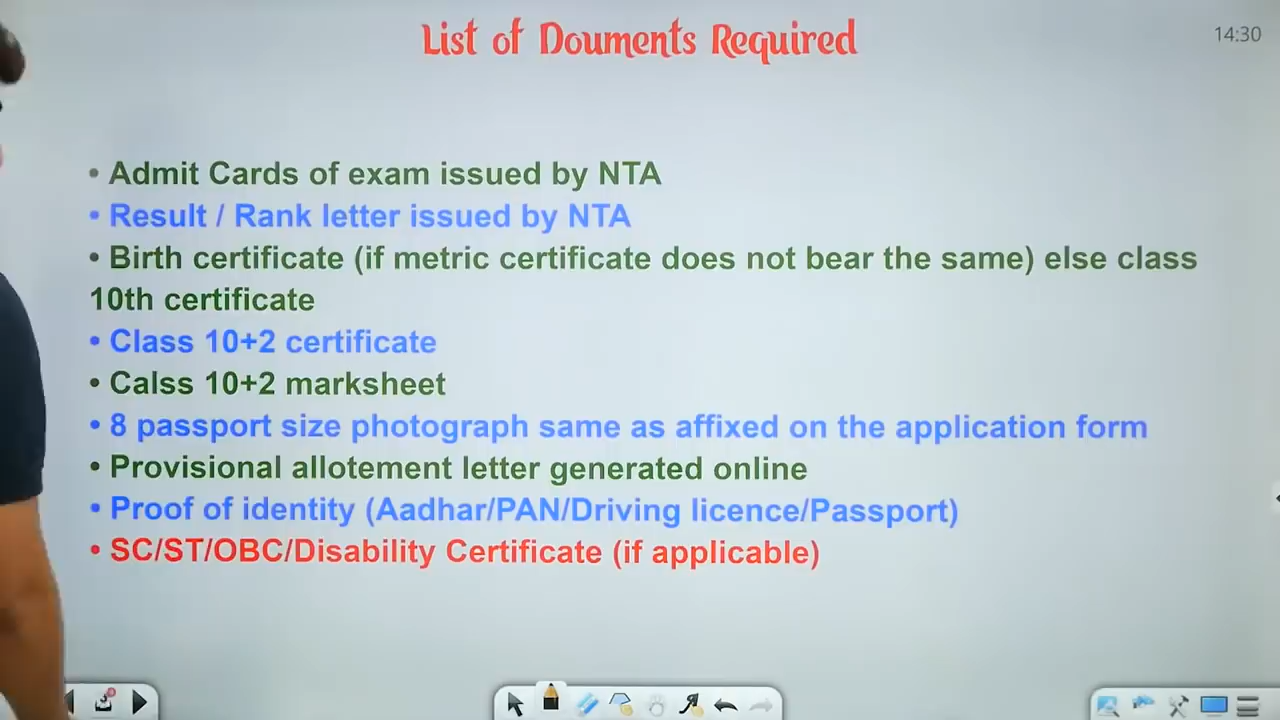 List of Douments Required
14:30
• Admit Cards of exam issued by NTA
• Result / Rank letter issued by NTA
• Birth certificate (if metric certificate does not bear the same) else class
10th certificate
• Class 10+2 certificate
• Calss 10+2 marksheet
• 8 passport size photograph same as affixed on the application form
• Provisional allotement letter generated online
• Proof of identity (Aadhar/PAN/Driving licence/Passport)
• SC/ST/OBC/Disability Certificate (if applicable)